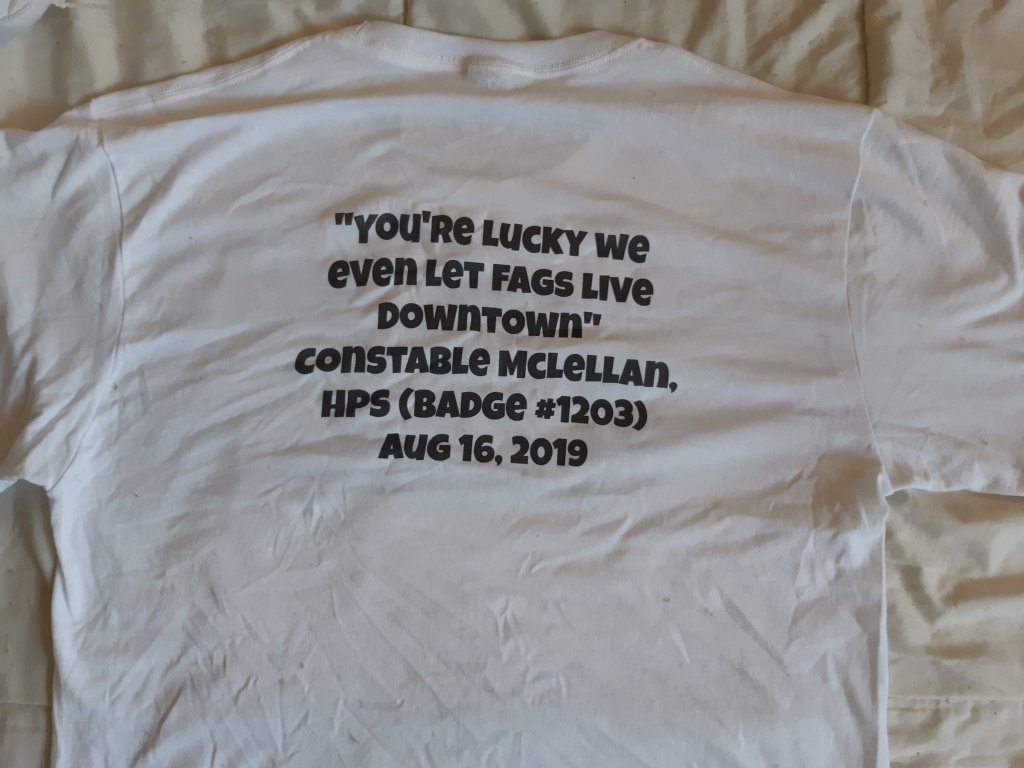 "You're Lucky we
even Let FAGS Live
Downtown"
Constable McLellan,
HPS (Badge #1203)
Aug 16, 2019